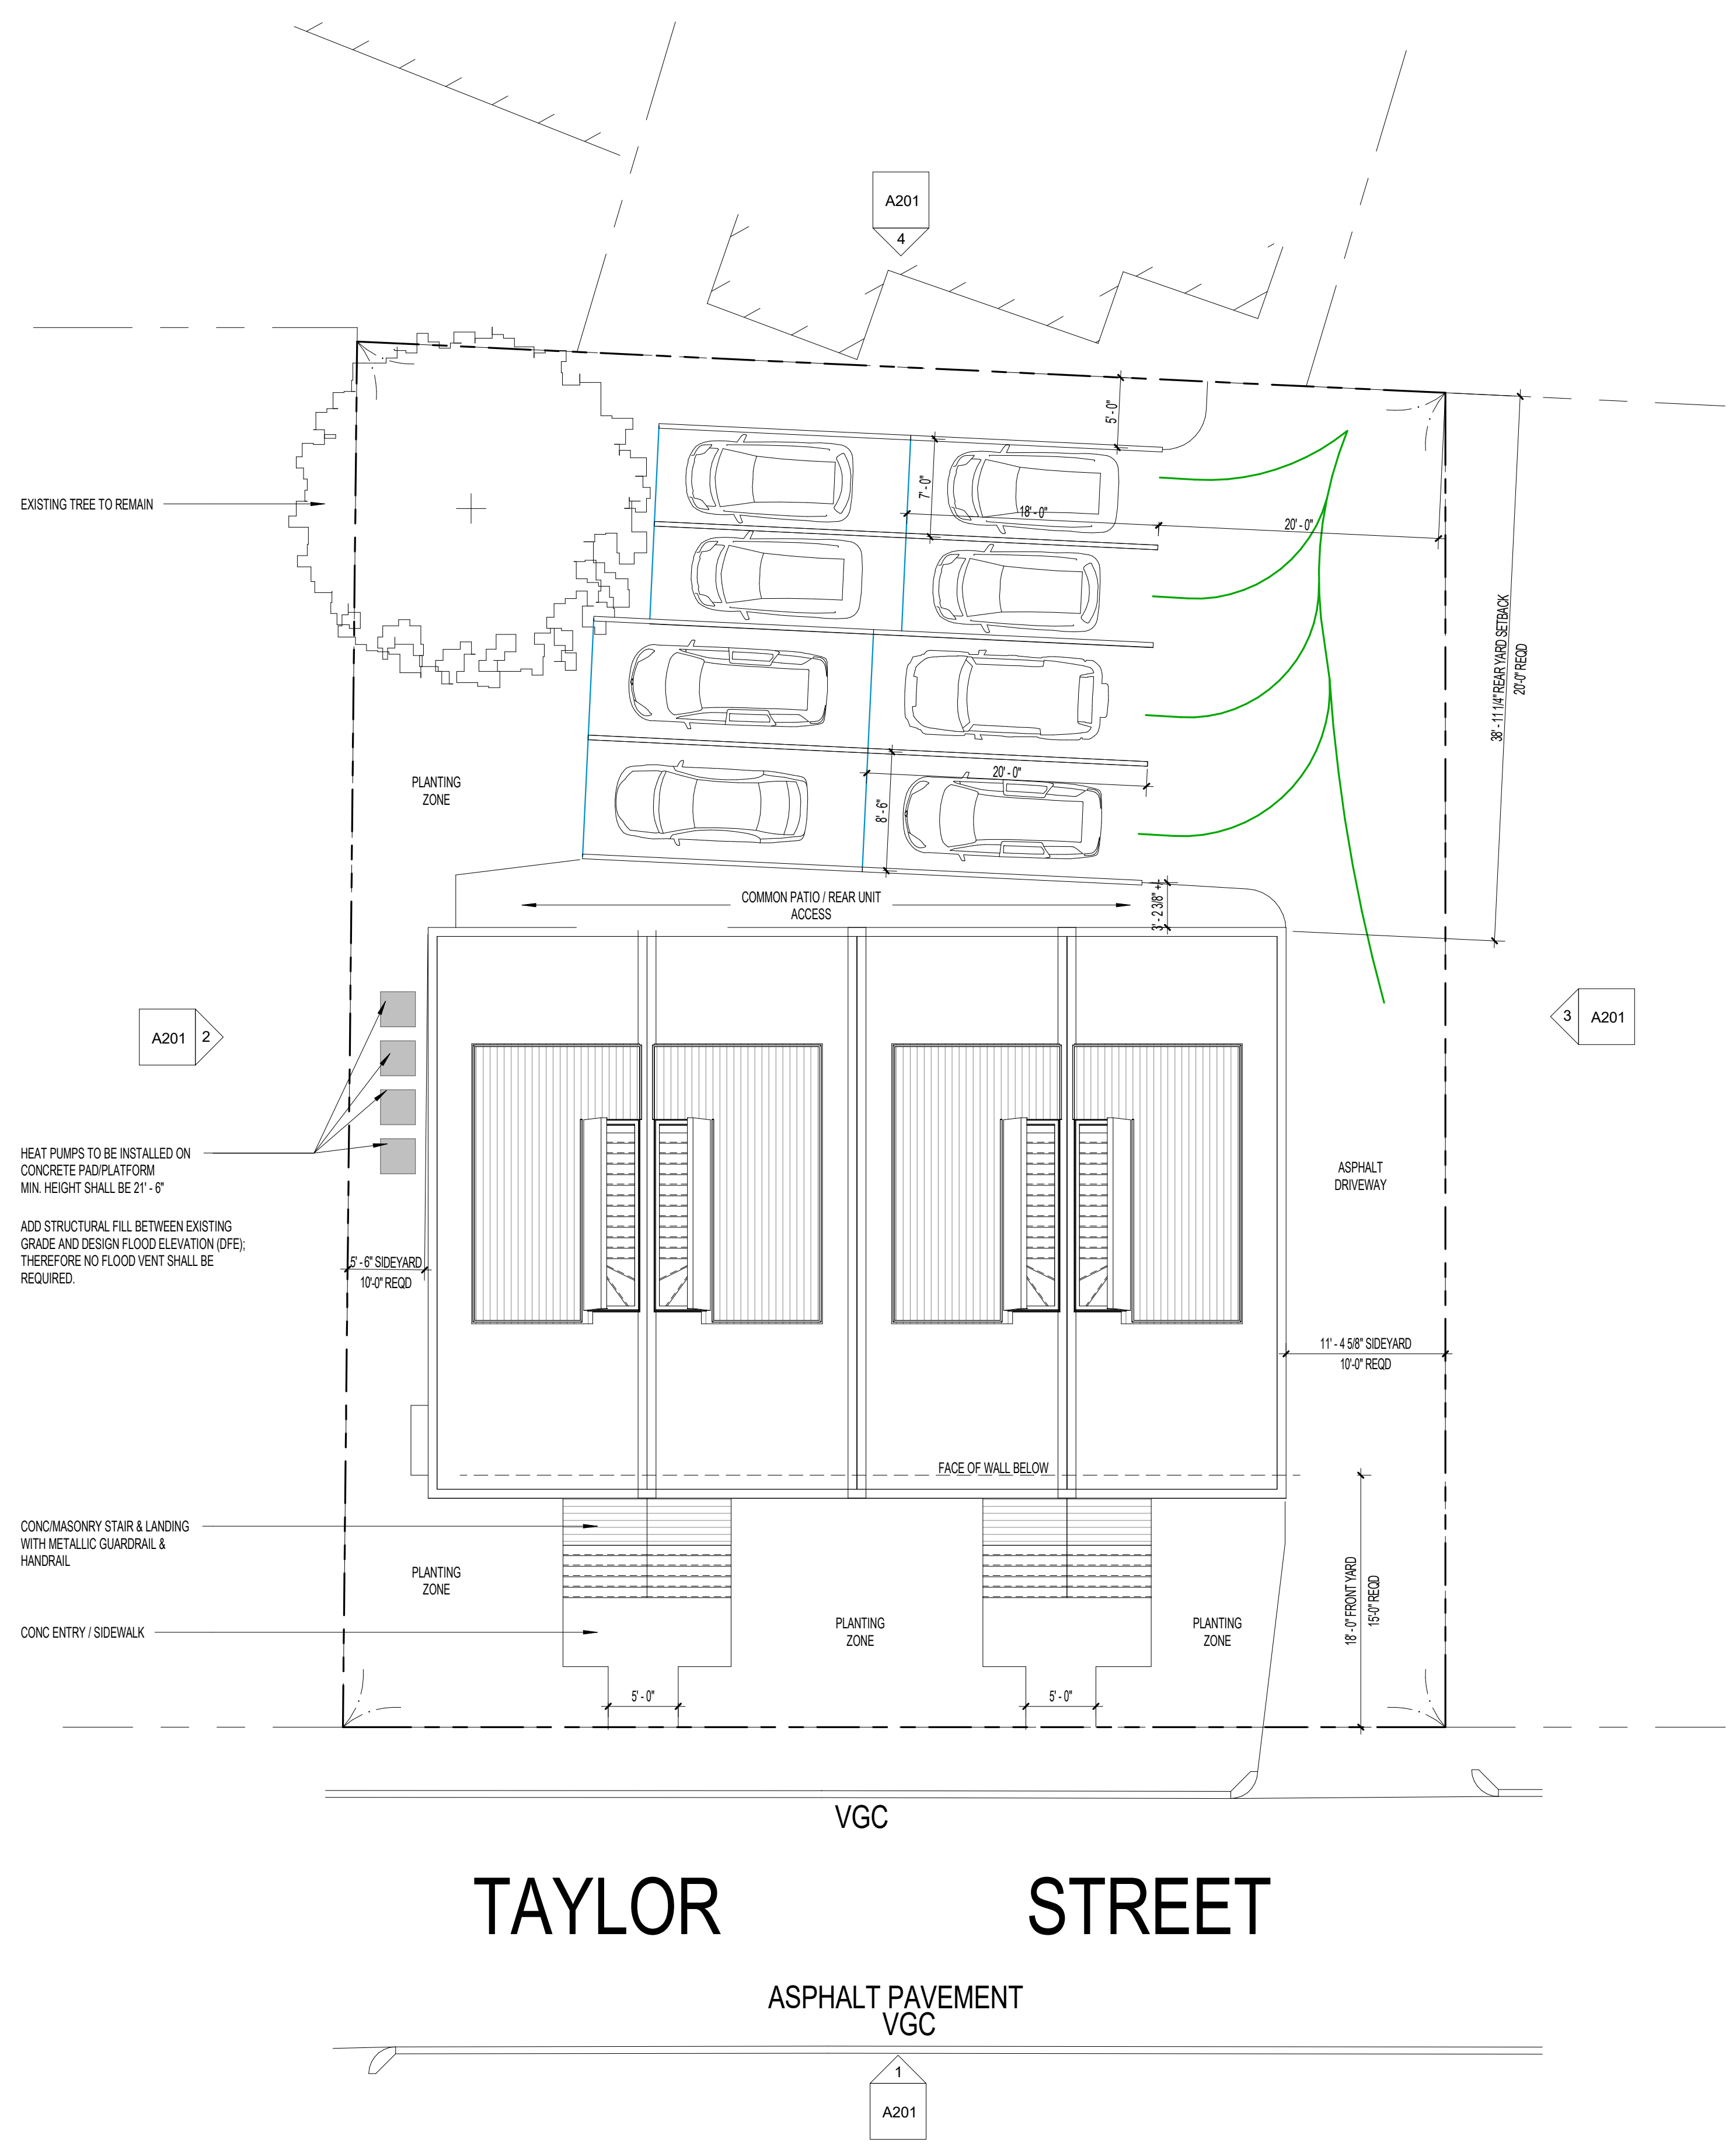 A201
4
5' - 0"
EXISTING TREE TO REMAIN
7' - 0"
18' - 0"
20' - 0"
38' - 11 1/4" REAR YARD SETBACK
20'-0" REQD
PLANTING
ZONE
20' - 0"
8' - 6"
COMMON PATIO / REAR UNIT
ACCESS
3' - 2 3/8" +-
A201
2
3
A201
HEAT PUMPS TO BE INSTALLED ON
CONCRETE PAD/PLATFORM
MIN. HEIGHT SHALL BE 21' - 6"
ADD STRUCTURAL FILL BETWEEN EXISTING
GRADE AND DESIGN FLOOD ELEVATION (DFE);
THEREFORE NO FLOOD VENT SHALL BE
REQUIRED.
ASPHALT
DRIVEWAY
5' - 6" SIDEYARD
10'-0" REQD
11' - 4 5/8" SIDEYARD
10'-0" REQD
FACE OF WALL BELOW
CONC/MASONRY STAIR & LANDING
WITH METALLIC GUARDRAIL &
HANDRAIL
PLANTING
ZONE
18' - 0" FRONT YARD
15'-0" REQD
CONC ENTRY / SIDEWALK
PLANTING
ZONE
PLANTING
ZONE
5' - 0"
5' - 0"
VGC
TAYLOR STREET
ASPHALT PAVEMENT
VGC
1
A201